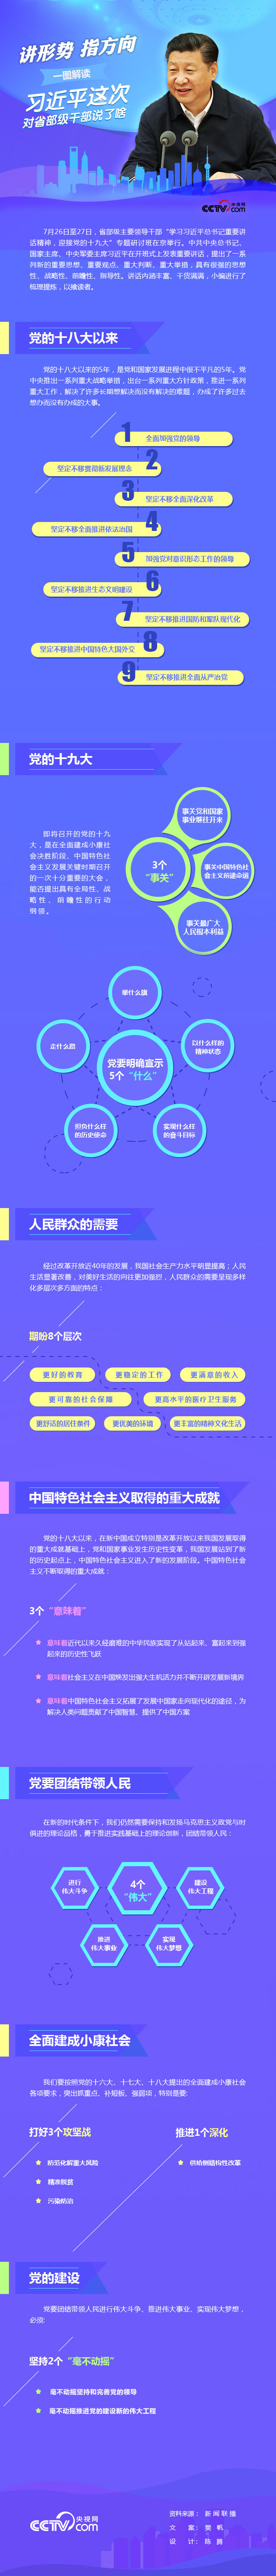 讲形势 指方向
一图解读
习近平这次
对省部级干部说了啥
CCTV 央视网
.com
7月26日至27日，省部级主要领导干部“学习习近平总书记重要讲
话精神，迎接党的十九大”专题研讨班在京举行。中共中央总书记、
国家主席、中央军委主席习近平在开班式上发表重要讲话，提出了一系
列新的重要思想、重要观点、重大判断、重大举措，具有很强的思想
性、战略性、前瞻性、指导性。讲话内涵丰富、干货满满，小编进行了
梳理提炼，以飨读者。
党的十八大以来
党的十八大以来的5年，是党和国家发展进程中很不平凡的5年。党
中央推出一系列重大战略举措，出台一系列重大方针政策，推进一系列
重大工作，解决了许多长期想解决而没有解决的难题，办成了许多过去
想办而没有办成的大事。
1 全面加强党的领导
坚定不移贯彻新发展理念 2
3 坚定不移全面深化改革
坚定不移全面推进依法治国 4
5 加强党对意识形态工作的领导
坚定不移推进生态文明建设 6
7 坚定不移推进国防和军队现代化
坚定不移推进中国特色大国外交 8
9 坚定不移推进全面从严治党
党的十九大
即将召开的党的十九
大，是在全面建成小康社
会决胜阶段、中国特色社
会主义发展关键时期召开
的一次十分重要的大会，
能否提出具有全局性、战
略性、前瞻性的行动
纲领。
3个
“事关”
事关党和国家
事业继往开来
事关中国特色社
会主义前途命运
事关最广大
人民根本利益
党要明确宣示
5个“什么”
举什么旗
走什么路
以什么样的
精神状态
担负什么样
的历史使命
实现什么样
的奋斗目标
人民群众的需要
经过改革开放近40年的发展，我国社会生产力水平明显提高；人民
生活显著改善，对美好生活的向往更加强烈，人民群众的需要呈现多样
化多层次多方面的特点：
期盼8个层次
更好的教育
更稳定的工作
更满意的收入
更可靠的社会保障
更高水平的医疗卫生服务
更舒适的居住条件
更优美的环境
更丰富的精神文化生活
中国特色社会主义取得的重大成就
党的十八大以来，在新中国成立特别是改革开放以来我国发展取得
的重大成就基础上，党和国家事业发生历史性变革，我国发展站到了新
的历史起点上，中国特色社会主义进入了新的发展阶段。中国特色社会
主义不断取得的重大成就：
3个“意味着”
意味着近代以来久经磨难的中华民族实现了从站起来、富起来到强
起来的历史性飞跃
意味着社会主义在中国焕发出强大生机活力并不断开辟发展新境界
意味着中国特色社会主义拓展了发展中国家走向现代化的途径，为
解决人类问题贡献了中国智慧、提供了中国方案
党要团结带领人民
在新的时代条件下，我们仍然需要保持和发扬马克思主义政党与时
俱进的理论品格，勇于推进实践基础上的理论创新，团结带领人民：
4个
“伟大”
进行
伟大斗争
建设
伟大工程
推进
伟大事业
实现
伟大梦想
全面建成小康社会
我们要按照党的十六大、十七大、十八大提出的全面建成小康社会
各项要求，突出抓重点、补短板、强弱项，特别是要：
打好3个攻坚战
防范化解重大风险
精准脱贫
污染防治
推进1个深化
供给侧结构性改革
党的建设
党要团结带领人民进行伟大斗争、推进伟大事业、实现伟大梦想，
必须：
坚持2个“毫不动摇”
毫不动摇坚持和完善党的领导
毫不动摇推进党的建设新的伟大工程
CCTV 央视网
.com
资料来源：新闻联播
文 案：樊 帆
设 计：陈 腾